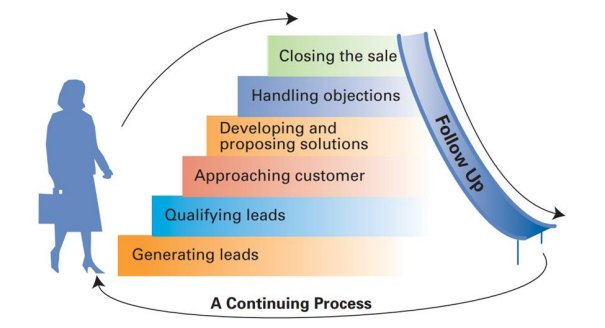 Closing the sale
Handling objections
Developing and
proposing solutions
Approaching customer
Qualifying leads
Generating leads
Follow Up
A Continuing Process